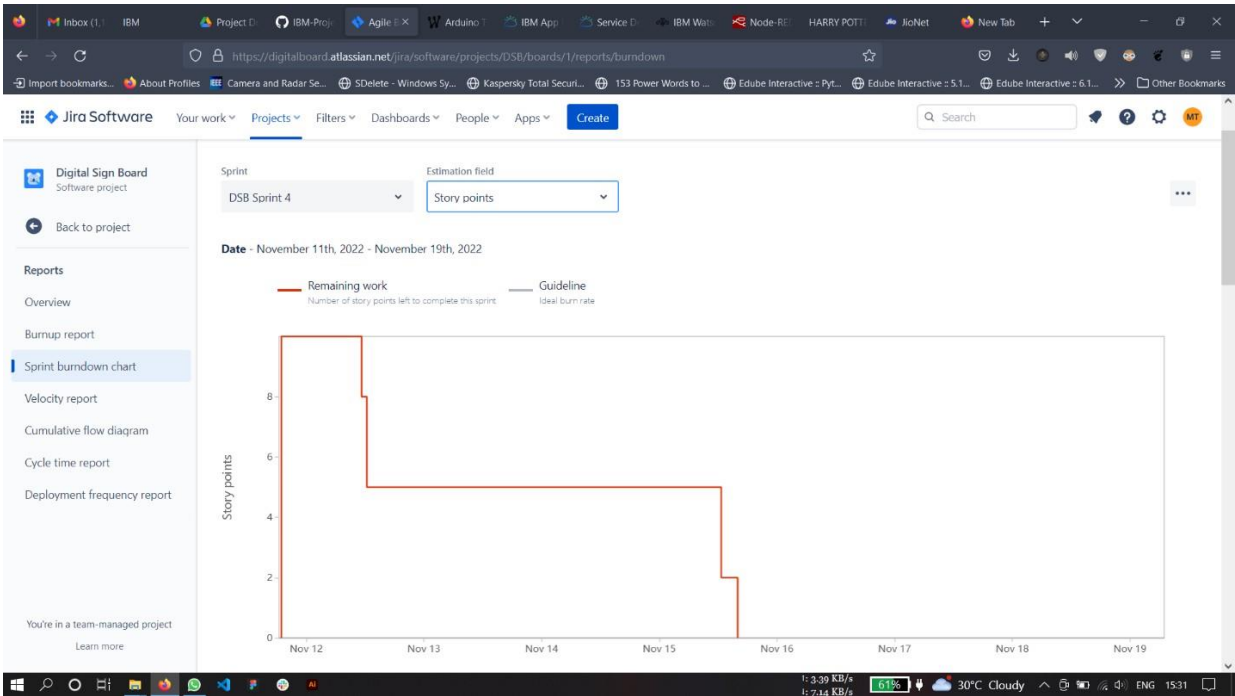 Inbox (1,1
IBM
Project D
IBM-Proje
Agile B
Arduino T
IBM App
Service D
IBM Wats
Node-RE
HARRY POTT
JioNet
New Tab
https://digitalboard.atlassian.net/jira/software/projects/DSB/boards/1/reports/burndown
Import bookmarks...
About Profiles
IEEE Camera and Radar Se...
SDelete - Windows Sy...
Kaspersky Total Securi...
153 Power Words to ...
Edube Interactive :: Pyt...
Edube Interactive :: 5.1...
Edube Interactive :: 6.1...
Other Bookmarks
Jira Software
Your work
Projects
Filters
Dashboards
People
Apps
Create
Search
MT
Digital Sign Board
Software project
Back to project
Reports
Overview
Burnup report
Sprint burndown chart
Velocity report
Cumulative flow diagram
Cycle time report
Deployment frequency report
You're in a team-managed project
Learn more
Sprint
DSB Sprint 4
Estimation field
Story points
Date - November 11th, 2022 - November 19th, 2022
Remaining work
Number of story points left to complete this sprint
Guideline
Ideal burn rate
Story points
8
6
4
2
0
Nov 12
Nov 13
Nov 14
Nov 15
Nov 16
Nov 17
Nov 18
Nov 19
Ai
3.39 KB/s
7.14 KB/s
61%
30°C Cloudy
ENG
15:31